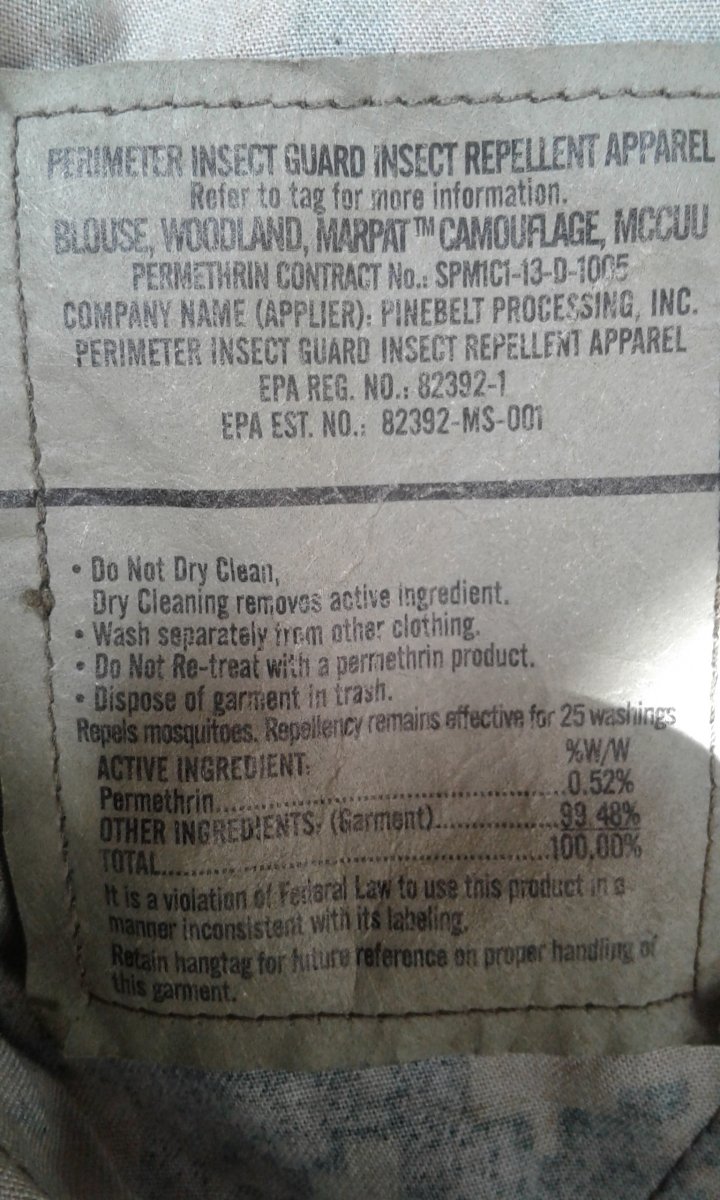 PERIMETER INSECT GUARD INSECT REPELLENT APPAREL
Refer to tag for more information.
BLOUSE, WOODLAND, MARPAT™ CAMOUFLAGE, MCCUU
PERMETHRIN CONTRACT No.: SPM1C1-13-D-1005
COMPANY NAME (APPLIER): PINEBELT PROCESSING, INC.
PERIMETER INSECT GUARD INSECT REPELLENT APPAREL
EPA REG. NO.: 82392-1
EPA EST. NO.: 82392-MS-001
• Do Not Dry Clean,
Dry Cleaning removes active ingredient.
• Wash separately from other clothing.
• Do Not Re-treat with a permethrin product.
• Dispose of garment in trash.
Repels mosquitoes. Repellency remains effective for 25 washings
%W/W
ACTIVE INGREDIENT:
Permethrin..............................................0.52%
OTHER INGREDIENTS: (Garment)................99.48%
TOTAL......................................................100.00%
It is a violation of Federal Law to use this product in a
manner inconsistent with its labeling.
Retain hangtag for future reference on proper handling of
this garment.